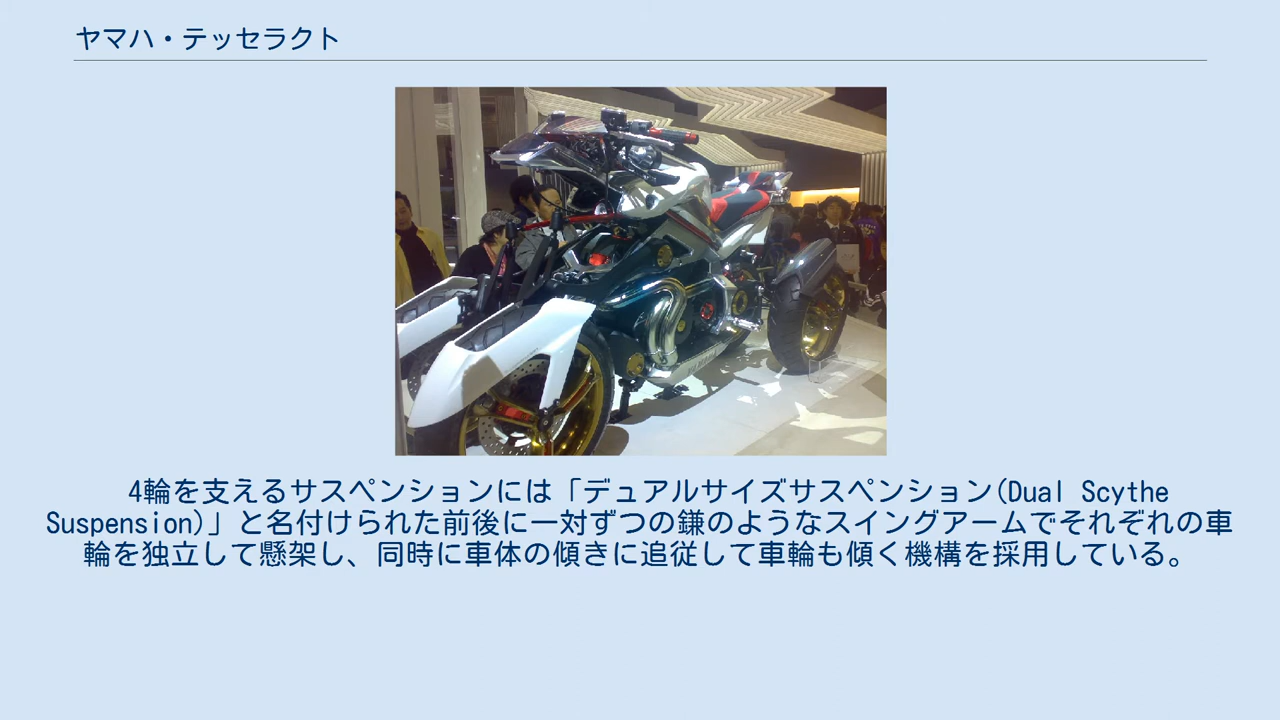 ヤマハ・テッセラクト
4輪を支えるサスペンションには「デュアルサイズサスペンション(Dual Scythe
Suspension)」と名付けられた前後に一対ずつの鎌のようなスイングアームでそれぞれの車
輪を独立して懸架し、同時に車体の傾きに追従して車輪も傾く機構を採用している。